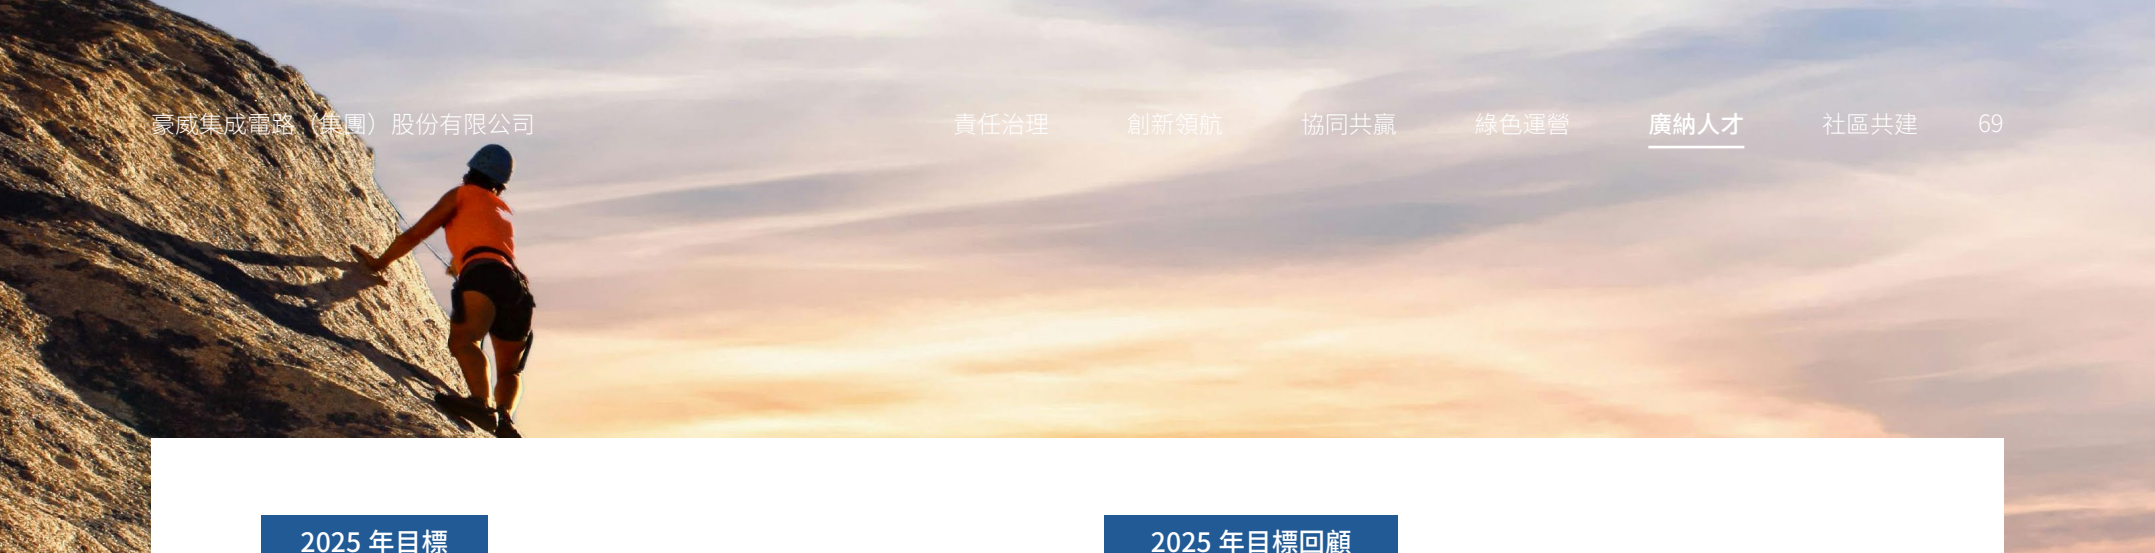 豪威集成電路（集團）股份有限公司 責任治理 創新領航 協同共贏 綠色運營 廣納人才 社區共建 69
2025 年目標 2025 年目標回顧